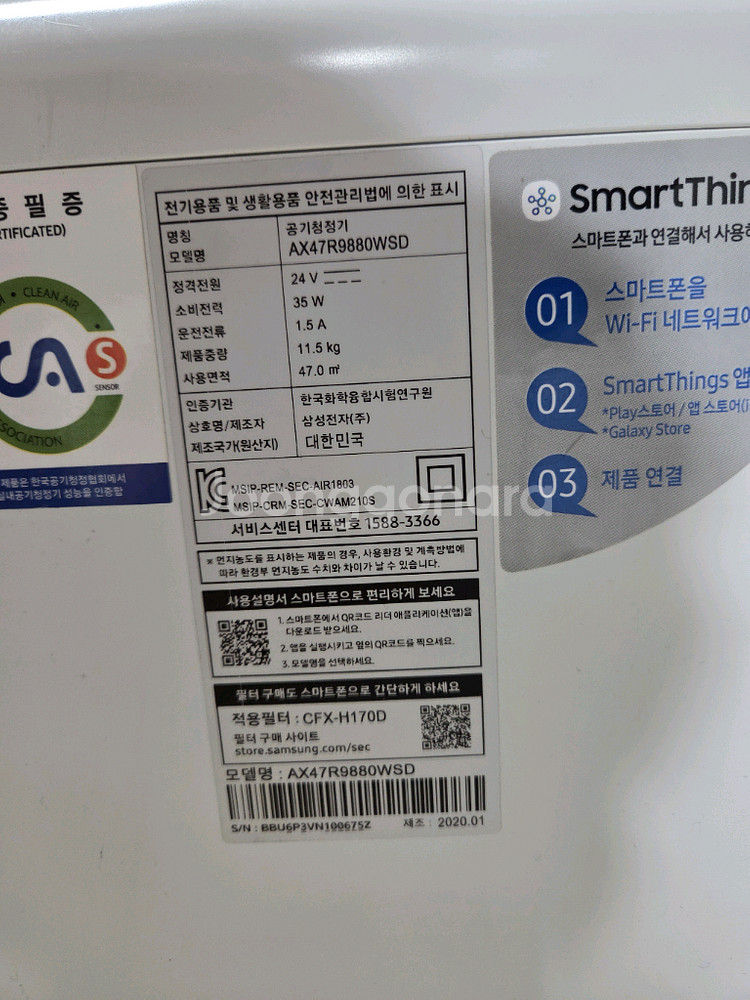 증 필 증
RTIFICATED)
CLEAN AIR
CA
S
SENSOR
SSOCIATION
제품은 한국공기청정협회에서
실내공기청정기 성능을 인증함
전기용품 및 생활용품 안전관리법에 의한 표시
명칭 공기청정기
모델명 AX47R9880WSD
정격전원 24 V
소비전력 35 W
운전전류 1.5 A
제품중량 11.5 kg
사용면적 47.0 ㎡
인증기관 한국화학융합시험연구원
상호명/제조자 삼성전자(주)
제조국가(원산지) 대한민국
MSIP-REM-SEC-AIR1803
MSIP-CRM-SEC-CWAM210S
서비스센터 대표번호 1588-3366
※ 먼지농도를 표시하는 제품의 경우, 사용환경 및 계측방법에
따라 환경부 먼지농도 수치와 차이가 날 수 있습니다.
사용설명서 스마트폰으로 편리하게 보세요
1. 스마트폰에서 QR코드 리더 애플리케이션(앱)을
다운로드 받으세요.
2. 앱을 실행시키고 옆의 QR코드를 찍으세요.
3. 모델명을 선택하세요.
필터 구매도 스마트폰으로 간단하게 하세요
적용필터 : CFX-H170D
필터 구매 사이트
store.samsung.com/sec
모델명 : AX47R9880WSD
S/N : BBU6P3VN100675Z 제조 : 2020.01
SmartThin
스마트폰과 연결해서 사용하
01 스마트폰을
Wi-Fi 네트워크에
02 SmartThings 앱
*Play스토어 / 앱 스토어(i
*Galaxy Store
03 제품 연결
joonggonara